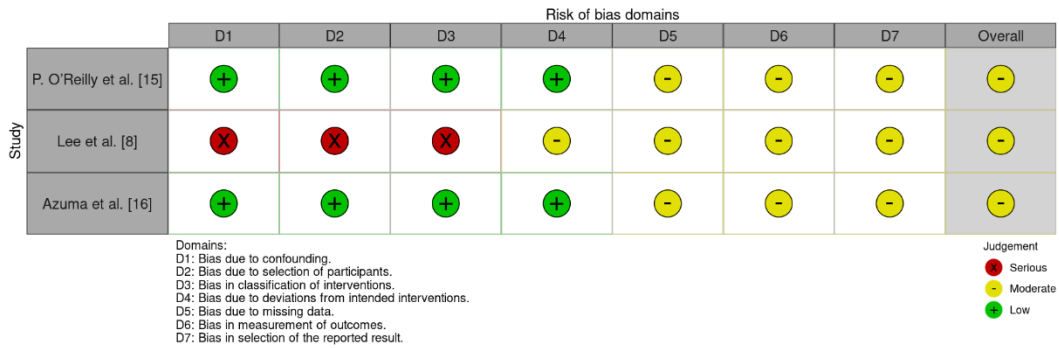 Risk of bias domains
D1 D2 D3 D4 D5 D6 D7 Overall
Study
P. O'Reilly et al. [15] + + + + - - - -
Lee et al. [8] X X X - - - - -
Azuma et al. [16] + + + + - - - -
Domains:
D1: Bias due to confounding.
D2: Bias due to selection of participants.
D3: Bias in classification of interventions.
D4: Bias due to deviations from intended interventions.
D5: Bias due to missing data.
D6: Bias in measurement of outcomes.
D7: Bias in selection of the reported result.
Judgement
X Serious
- Moderate
+ Low